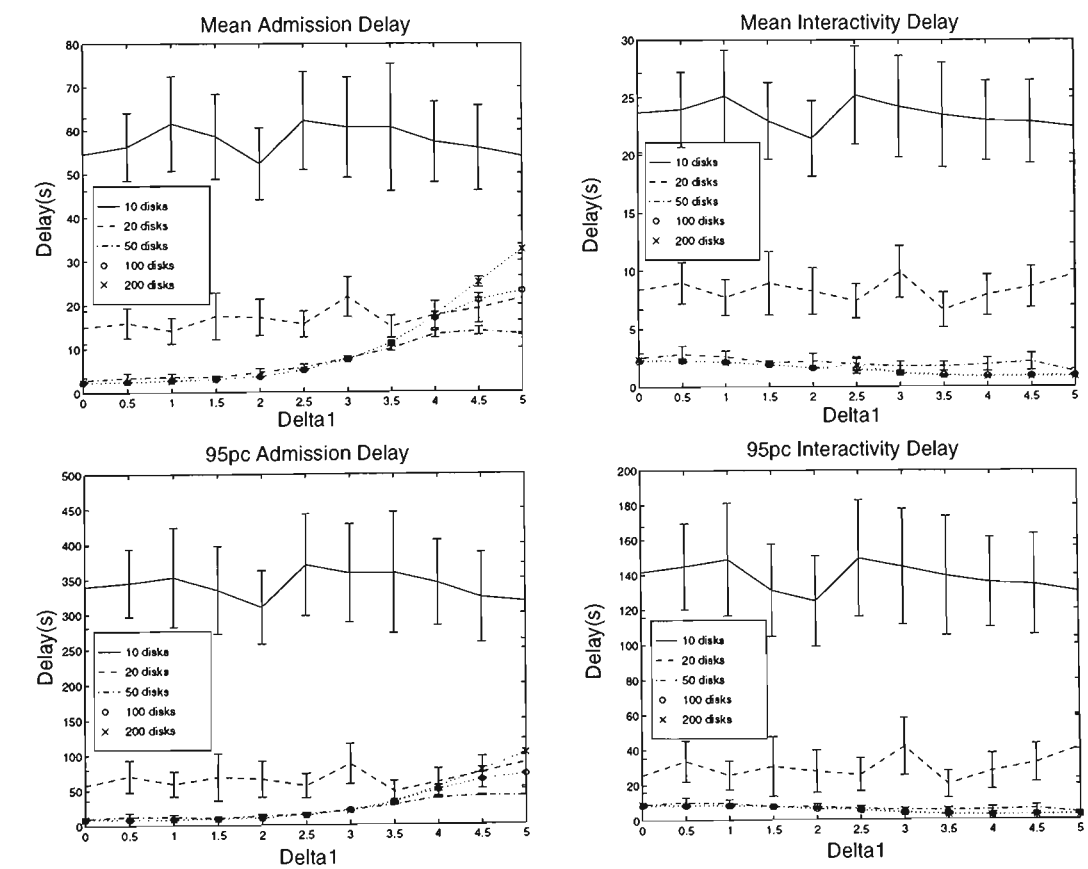 Mean Admission Delay
80
70
60
50
40
30
20
10
0
Delay(s)
10 disks
20 disks
50 disks
100 disks
200 disks
0 0.5 1 1.5 2 2.5 3 3.5 4 4.5 5
Delta1
Mean Interactivity Delay
30
25
20
15
10
5
0
Delay(s)
10 disks
20 disks
50 disks
100 disks
200 disks
0 0.5 1 1.5 2 2.5 3 3.5 4 4.5 5
Delta1
95pc Admission Delay
500
450
400
350
300
250
200
150
100
50
0
Delay(s)
10 disks
20 disks
50 disks
100 disks
200 disks
0 0.5 1 1.5 2 2.5 3 3.5 4 4.5 5
Delta1
95pc Interactivity Delay
200
180
160
140
120
100
80
60
40
20
0
Delay(s)
10 disks
20 disks
50 disks
100 disks
200 disks
0 0.5 1 1.5 2 2.5 3 3.5 4 4.5 5
Delta1